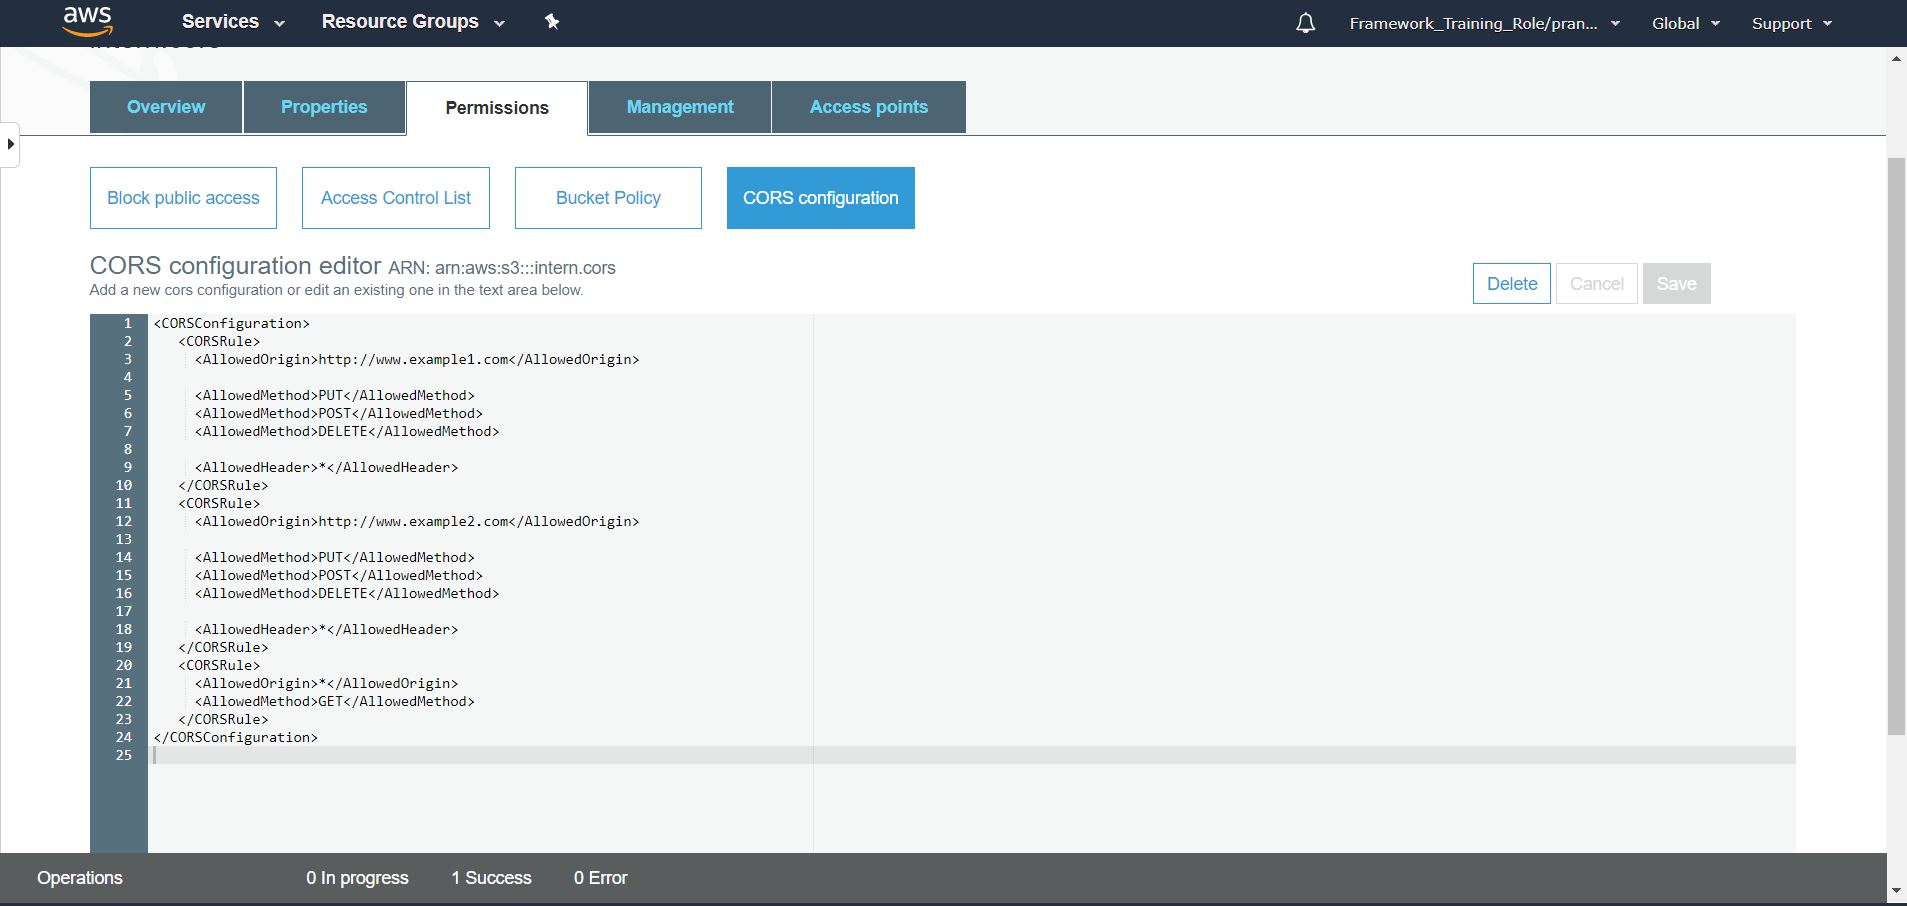 aws Services Resource Groups Framework_Training_Role/pran... Global Support
Overview Properties Permissions Management Access points
Block public access Access Control List Bucket Policy CORS configuration
CORS configuration editor ARN: arn:aws:s3:::intern.cors
Add a new cors configuration or edit an existing one in the text area below.
Delete Cancel Save
1 <CORSConfiguration>
2 <CORSRule>
3 <AllowedOrigin>http://www.example1.com</AllowedOrigin>
4
5 <AllowedMethod>PUT</AllowedMethod>
6 <AllowedMethod>POST</AllowedMethod>
7 <AllowedMethod>DELETE</AllowedMethod>
8
9 <AllowedHeader>*</AllowedHeader>
10 </CORSRule>
11 <CORSRule>
12 <AllowedOrigin>http://www.example2.com</AllowedOrigin>
13
14 <AllowedMethod>PUT</AllowedMethod>
15 <AllowedMethod>POST</AllowedMethod>
16 <AllowedMethod>DELETE</AllowedMethod>
17
18 <AllowedHeader>*</AllowedHeader>
19 </CORSRule>
20 <CORSRule>
21 <AllowedOrigin>*</AllowedOrigin>
22 <AllowedMethod>GET</AllowedMethod>
23 </CORSRule>
24 </CORSConfiguration>
25
Operations 0 In progress 1 Success 0 Error